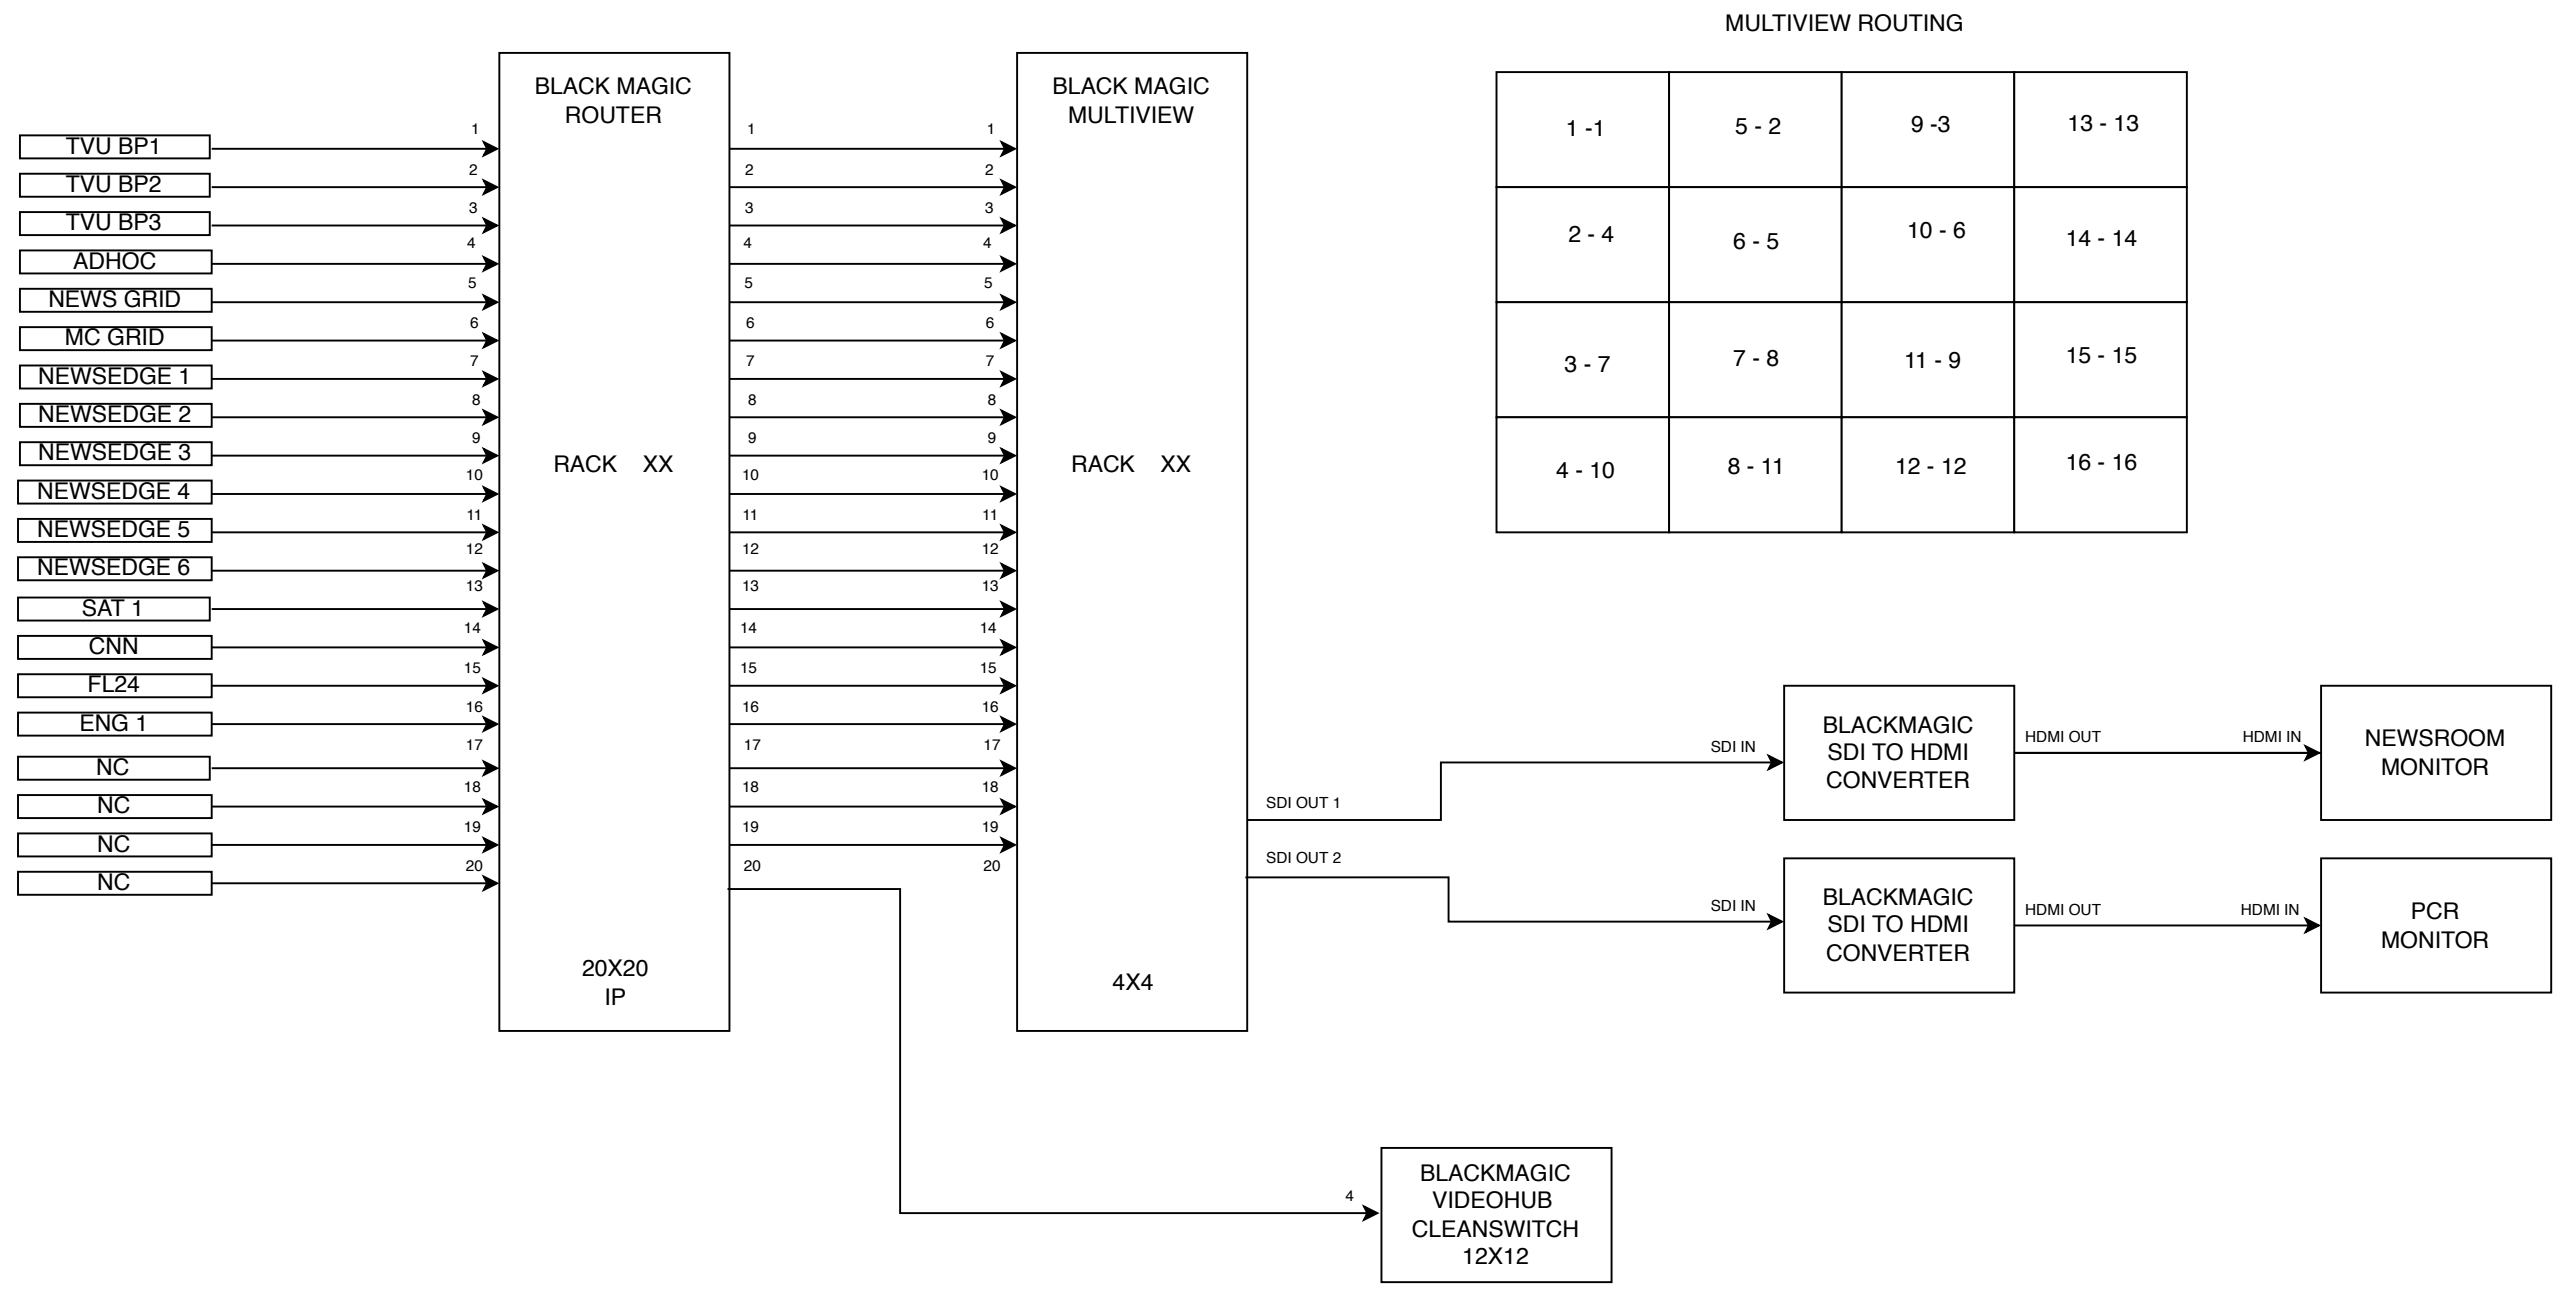 MULTIVIEW ROUTING
BLACK MAGIC
ROUTER
BLACK MAGIC
MULTIVIEW
1 -1
5 - 2
9 -3
13 - 13
2 - 4
6 - 5
10 - 6
14 - 14
3 - 7
7 - 8
11 - 9
15 - 15
4 - 10
8 - 11
12 - 12
16 - 16
TVU BP1
1
1
1
TVU BP2
2
2
2
TVU BP3
3
3
3
ADHOC
4
4
4
NEWS GRID
5
5
5
MC GRID
6
6
6
NEWSEDGE 1
7
7
7
NEWSEDGE 2
8
8
8
NEWSEDGE 3
9
9
9
RACK XX
RACK XX
NEWSEDGE 4
10
10
10
NEWSEDGE 5
11
11
11
NEWSEDGE 6
12
12
12
SAT 1
13
13
13
CNN
14
14
14
FL24
15
15
15
ENG 1
16
16
16
NC
17
17
17
NC
18
18
18
NC
19
19
19
NC
20
20
20
20X20
IP
4X4
SDI OUT 1
SDI IN
BLACKMAGIC
SDI TO HDMI
CONVERTER
HDMI OUT
HDMI IN
NEWSROOM
MONITOR
SDI OUT 2
SDI IN
BLACKMAGIC
SDI TO HDMI
CONVERTER
HDMI OUT
HDMI IN
PCR
MONITOR
4
BLACKMAGIC
VIDEOHUB
CLEANSWITCH
12X12